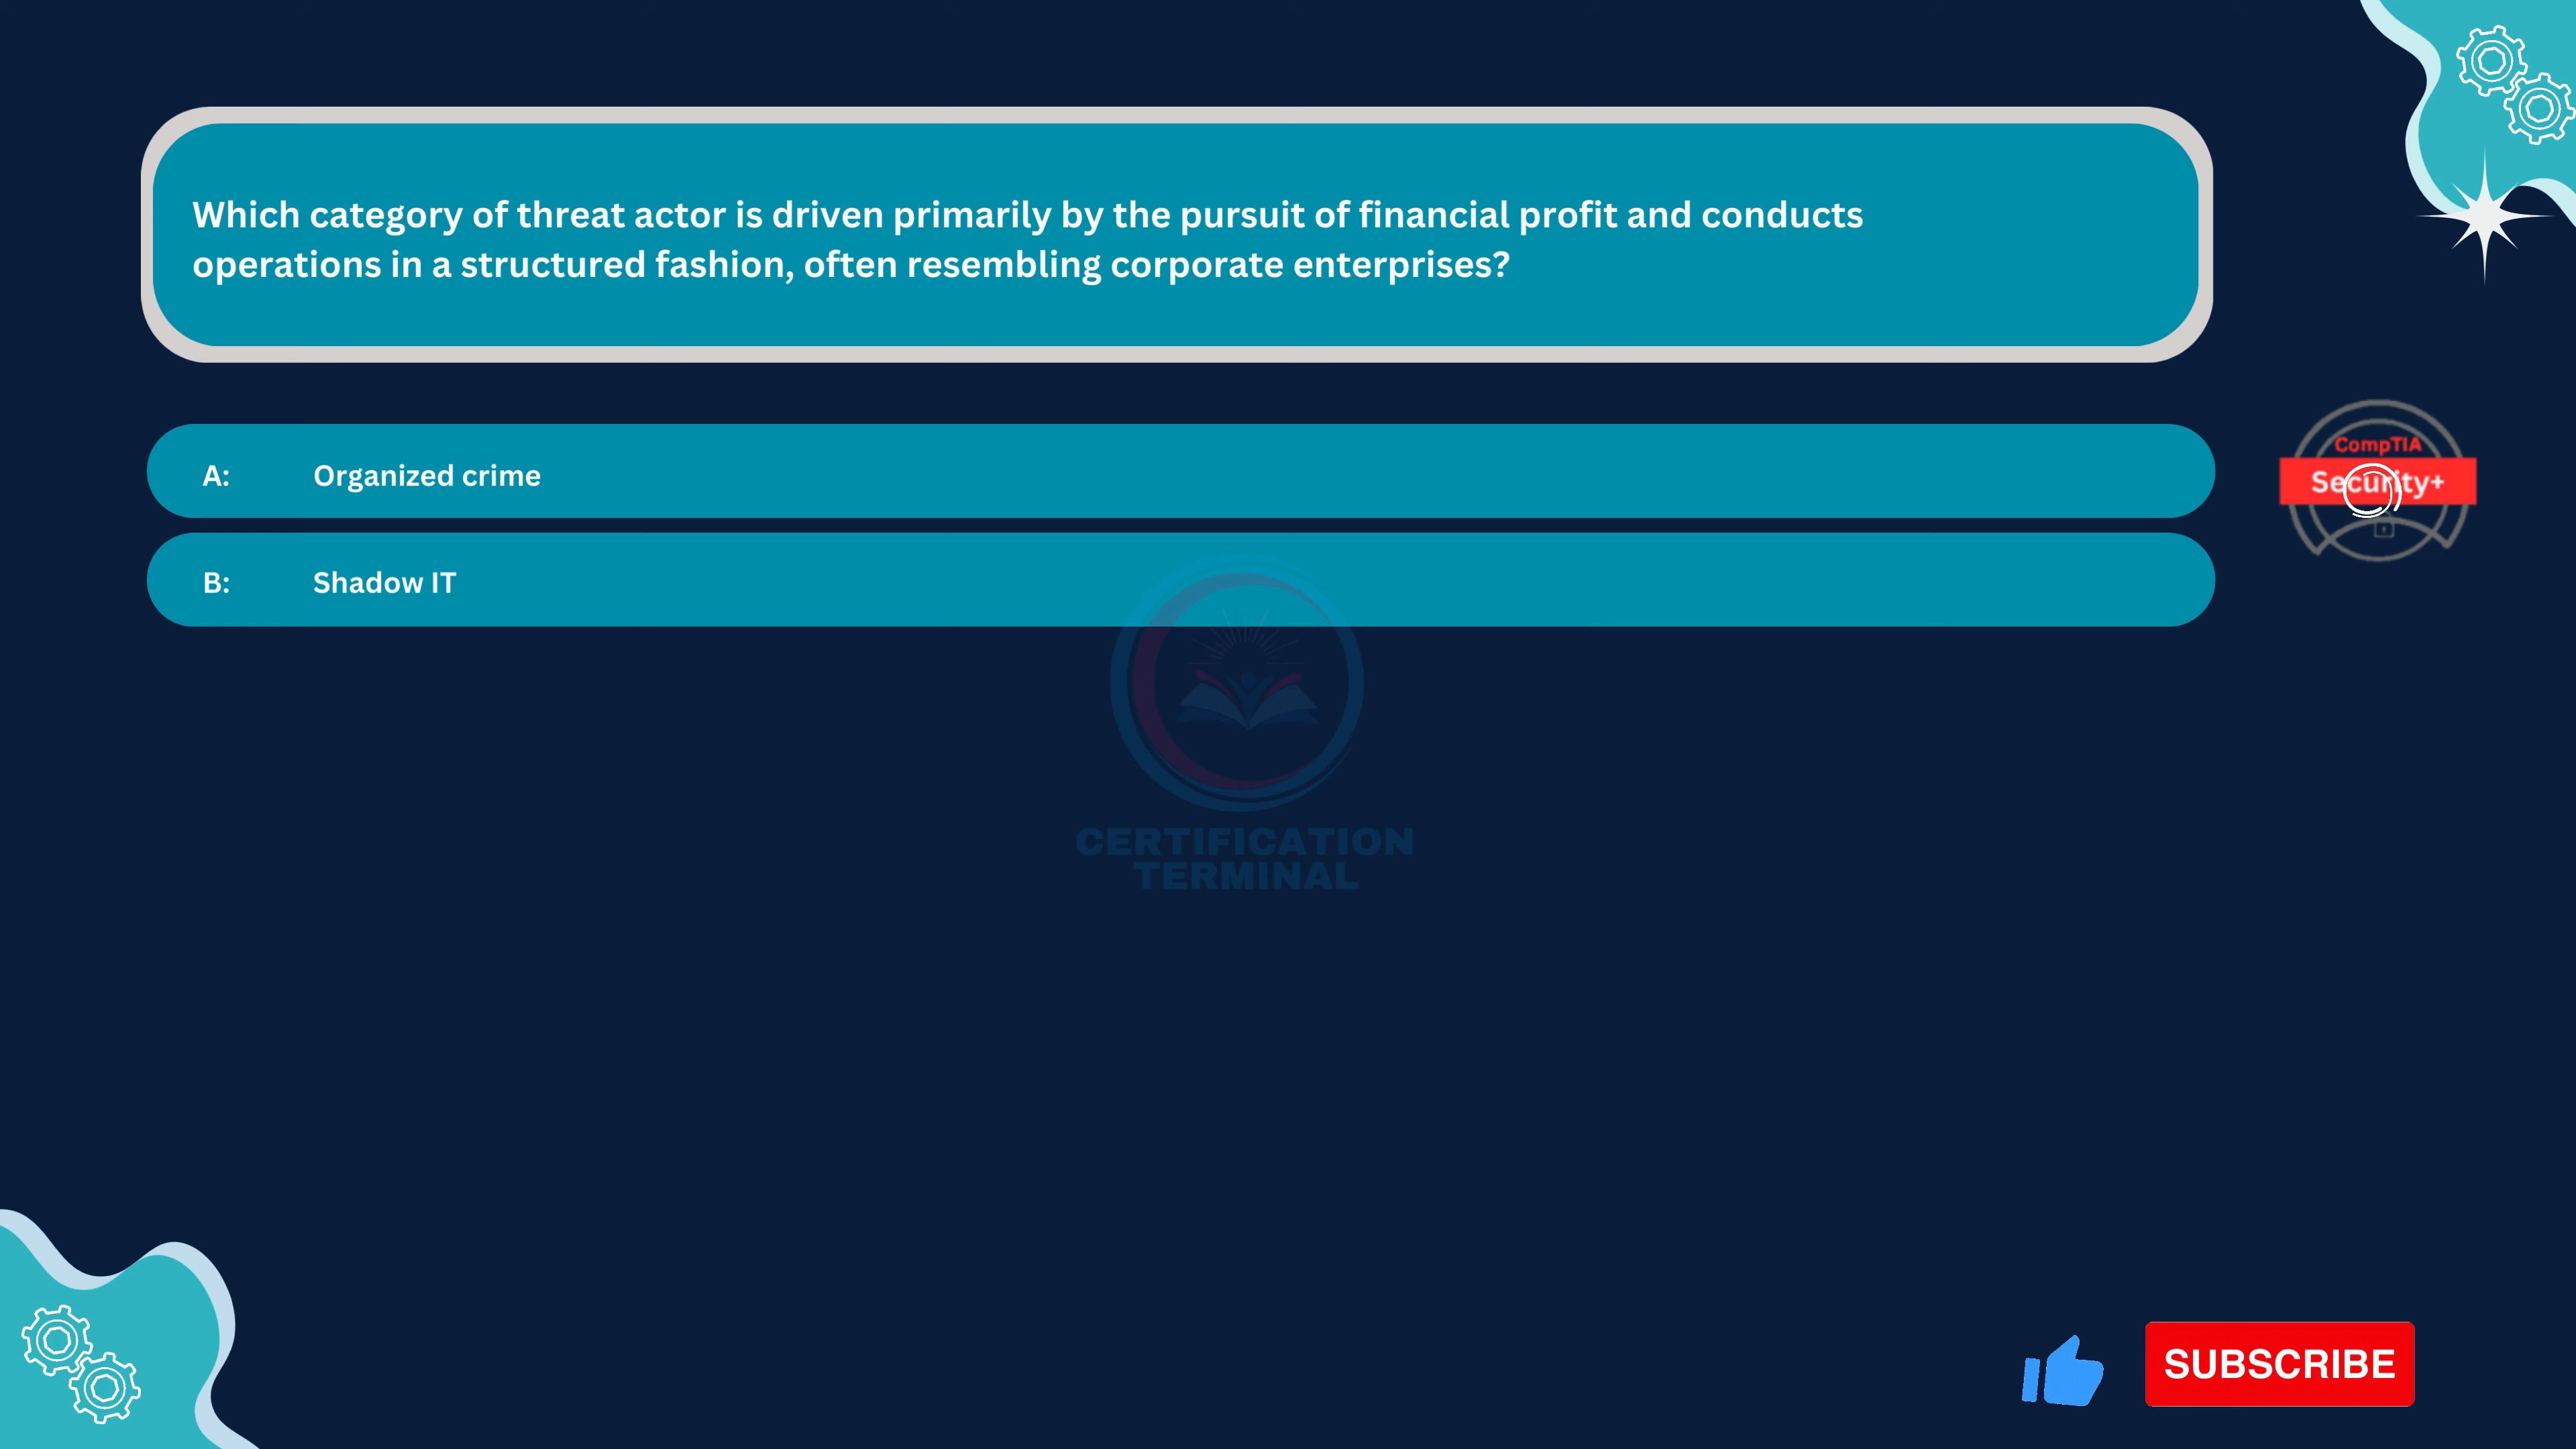 Which category of threat actor is driven primarily by the pursuit of financial profit and conducts
operations in a structured fashion, often resembling corporate enterprises?
A: Organized crime
CompTIA
Security+
B: Shadow IT
CERTIFICATION
TERMINAL
SUBSCRIBE